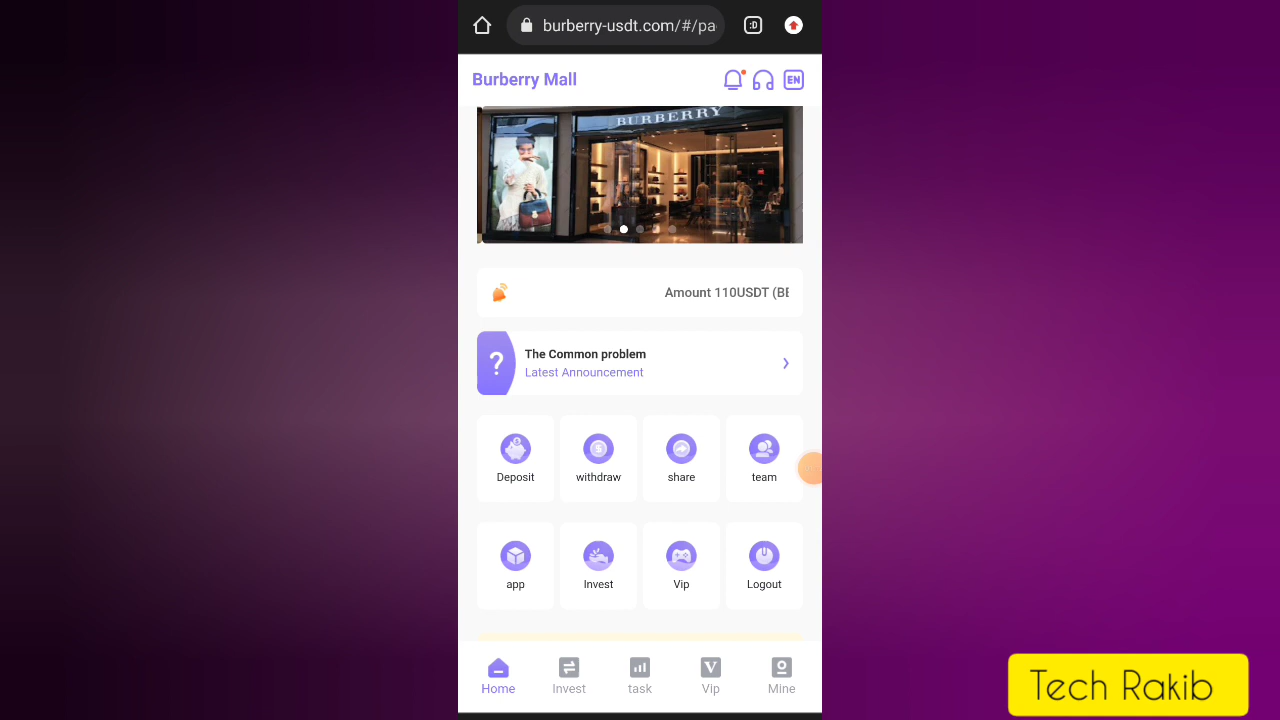 burberry-usdt.com/#/pa
:D
Burberry Mall
EN
BURBERRY
Amount 110USDT (BE
?
The Common problem
Latest Announcement
Deposit
withdraw
share
team
app
Invest
Vip
Logout
Home
Invest
task
Vip
Mine
Tech Rakib